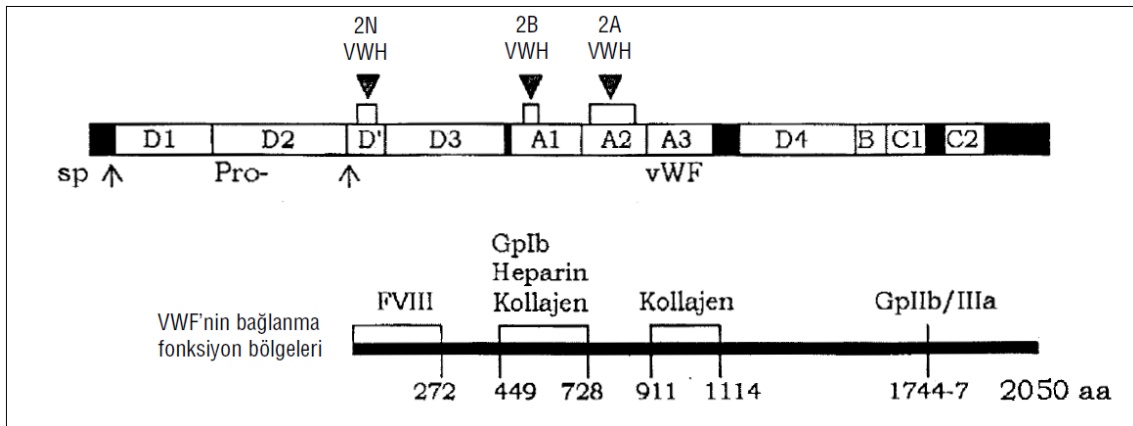 2N 2B 2A
VWH VWH VWH
D1 D2 D' D3 A1 A2 A3 D4 B C1 C2
sp Pro- vWF
GpIb
Heparin
FVIII Kollajen Kollajen GpIIb/IIIa
VWF'nin bağlanma
fonksiyon bölgeleri
272 449 728 911 1114 1744-7 2050 aa